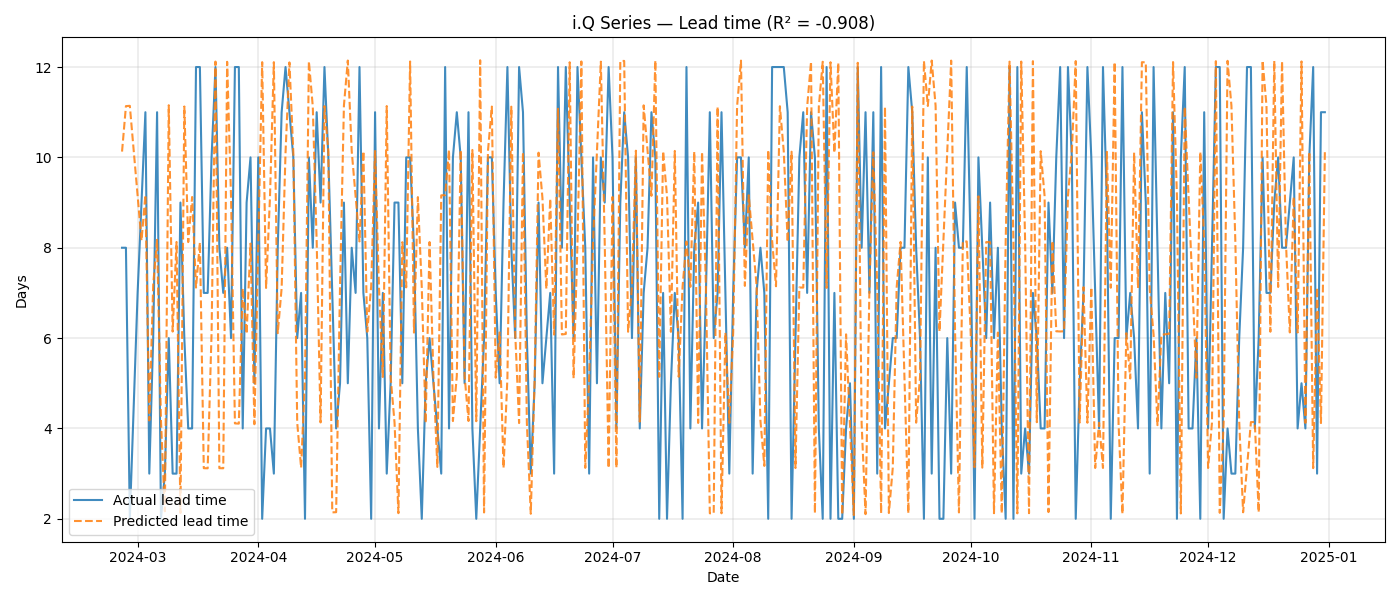 i.Q Series — Lead time (R² = -0.908)
Days
12
10
8
6
4
2
Actual lead time
Predicted lead time
2024-03 2024-04 2024-05 2024-06 2024-07 2024-08 2024-09 2024-10 2024-11 2024-12 2025-01
Date